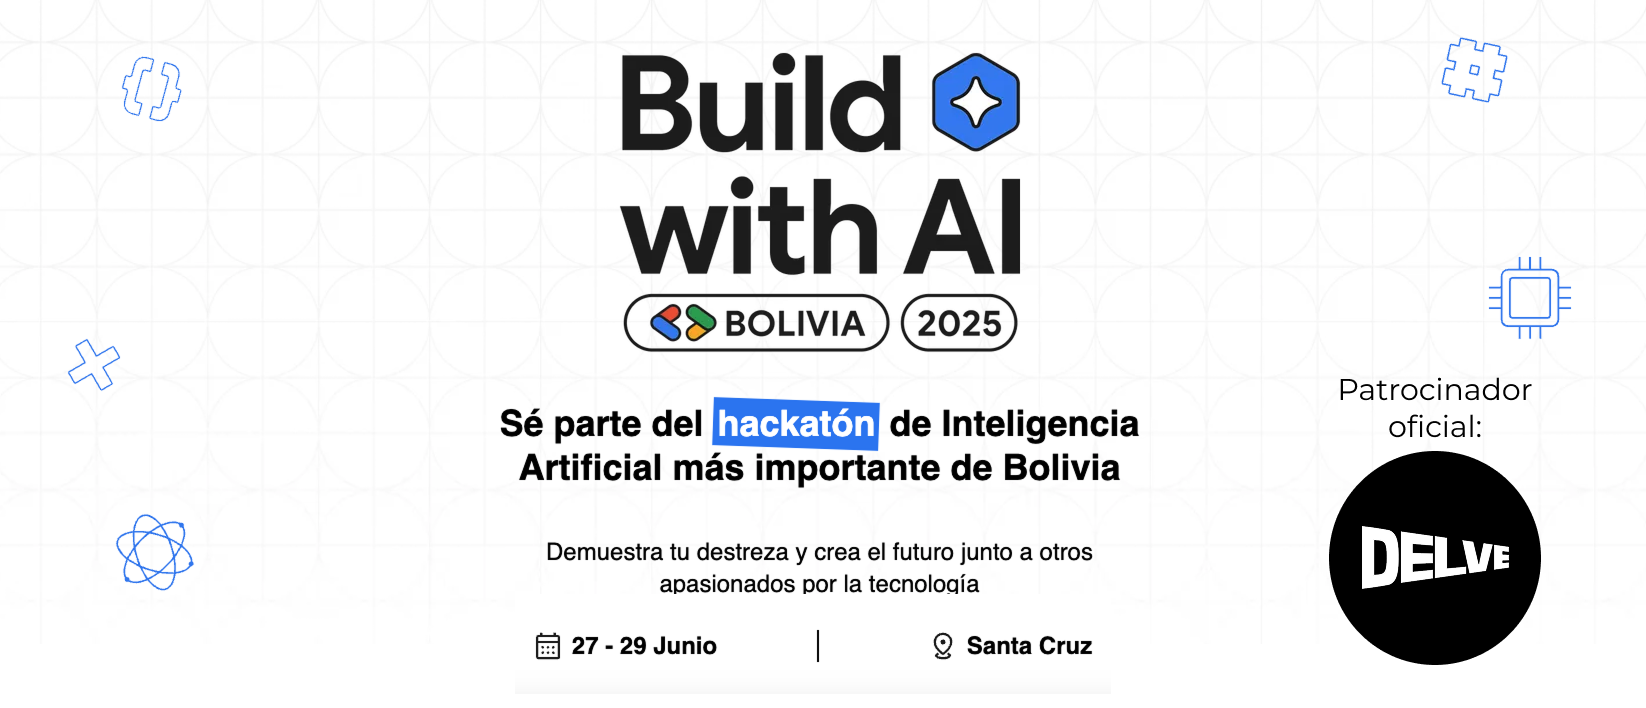 Build
with AI
BOLIVIA 2025
Sé parte del hackatón de Inteligencia
Artificial más importante de Bolivia
Demuestra tu destreza y crea el futuro junto a otros
apasionados por la tecnología
27 - 29 Junio
Santa Cruz
Patrocinador
oficial:
DELVE